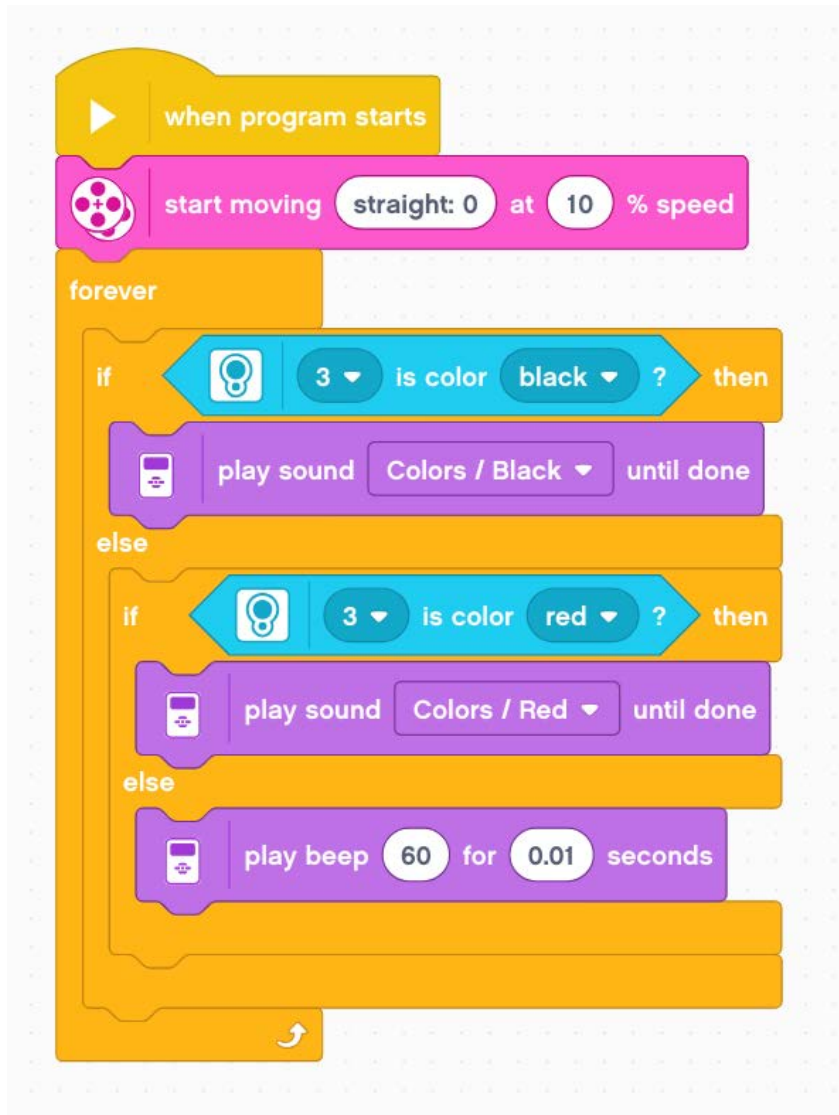 when program starts
start moving straight: 0 at 10 % speed
forever
if 3 is color black ? then
play sound Colors / Black until done
else
if 3 is color red ? then
play sound Colors / Red until done
else
play beep 60 for 0.01 seconds